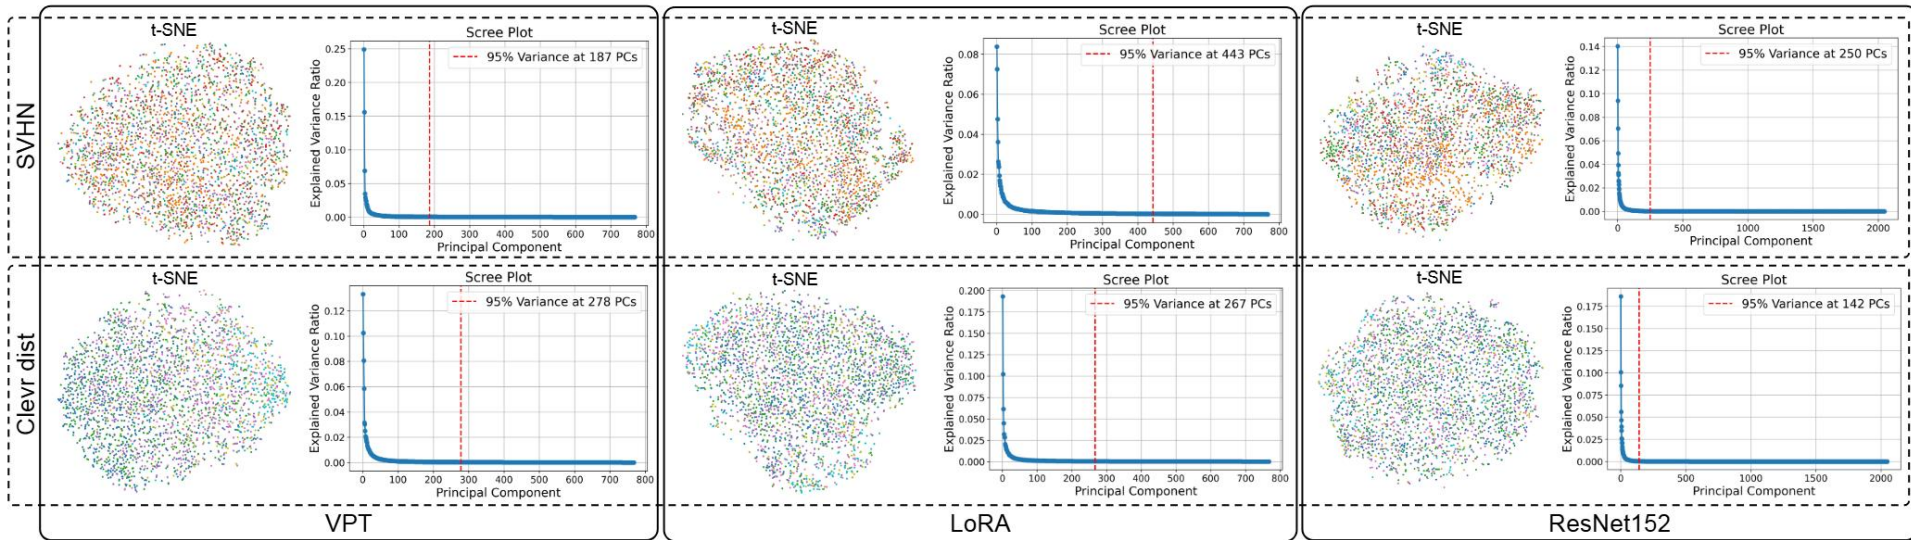 SVHN
t-SNE
Scree Plot
Explained Variance Ratio
0.25
0.20
0.15
0.10
0.05
0.00
95% Variance at 187 PCs
0 100 200 300 400 500 600 700 800
Principal Component
t-SNE
Scree Plot
Explained Variance Ratio
0.08
0.06
0.04
0.02
0.00
95% Variance at 443 PCs
0 100 200 300 400 500 600 700 800
Principal Component
t-SNE
Scree Plot
Explained Variance Ratio
0.14
0.12
0.10
0.08
0.06
0.04
0.02
0.00
95% Variance at 250 PCs
0 500 1000 1500 2000
Principal Component
Clevr dist
t-SNE
Scree Plot
Explained Variance Ratio
0.12
0.10
0.08
0.06
0.04
0.02
0.00
95% Variance at 278 PCs
0 100 200 300 400 500 600 700 800
Principal Component
t-SNE
Scree Plot
Explained Variance Ratio
0.200
0.175
0.150
0.125
0.100
0.075
0.050
0.025
0.000
95% Variance at 267 PCs
0 100 200 300 400 500 600 700 800
Principal Component
t-SNE
Scree Plot
Explained Variance Ratio
0.175
0.150
0.125
0.100
0.075
0.050
0.025
0.000
95% Variance at 142 PCs
0 500 1000 1500 2000
Principal Component
VPT
LoRA
ResNet152